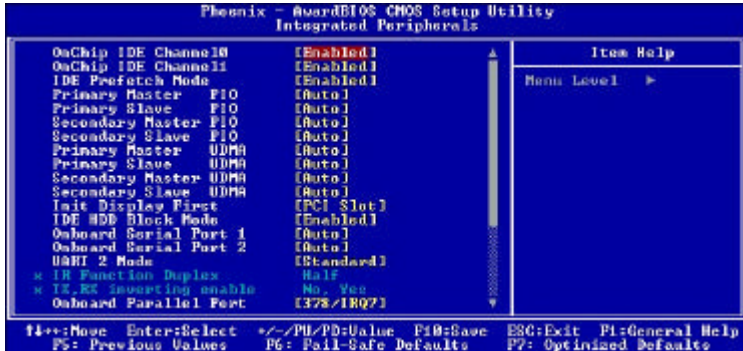 Phoenix - AwardBIOS CMOS Setup Utility
Integrated Peripherals
OnChip IDE Channel0 [Enabled]
OnChip IDE Channel1 [Enabled]
IDE Prefetch Mode [Enabled]
Primary Master PIO [Auto]
Primary Slave PIO [Auto]
Secondary Master PIO [Auto]
Secondary Slave PIO [Auto]
Primary Master UDMA [Auto]
Primary Slave UDMA [Auto]
Secondary Master UDMA [Auto]
Secondary Slave UDMA [Auto]
Init Display First [PCI Slot]
IDE HDD Block Mode [Enabled]
Onboard Serial Port 1 [Auto]
Onboard Serial Port 2 [Auto]
UART 2 Mode [Standard]
x IR Function Duplex Half
x TX,RX inverting enable No, Yes
Onboard Parallel Port [378/IRQ7]
Item Help
Menu Level ►
↑↓→←:Move Enter:Select +/-/PU/PD:Value F10:Save ESC:Exit F1:General Help
F5: Previous Values F6: Fail-Safe Defaults F7: Optimized Defaults